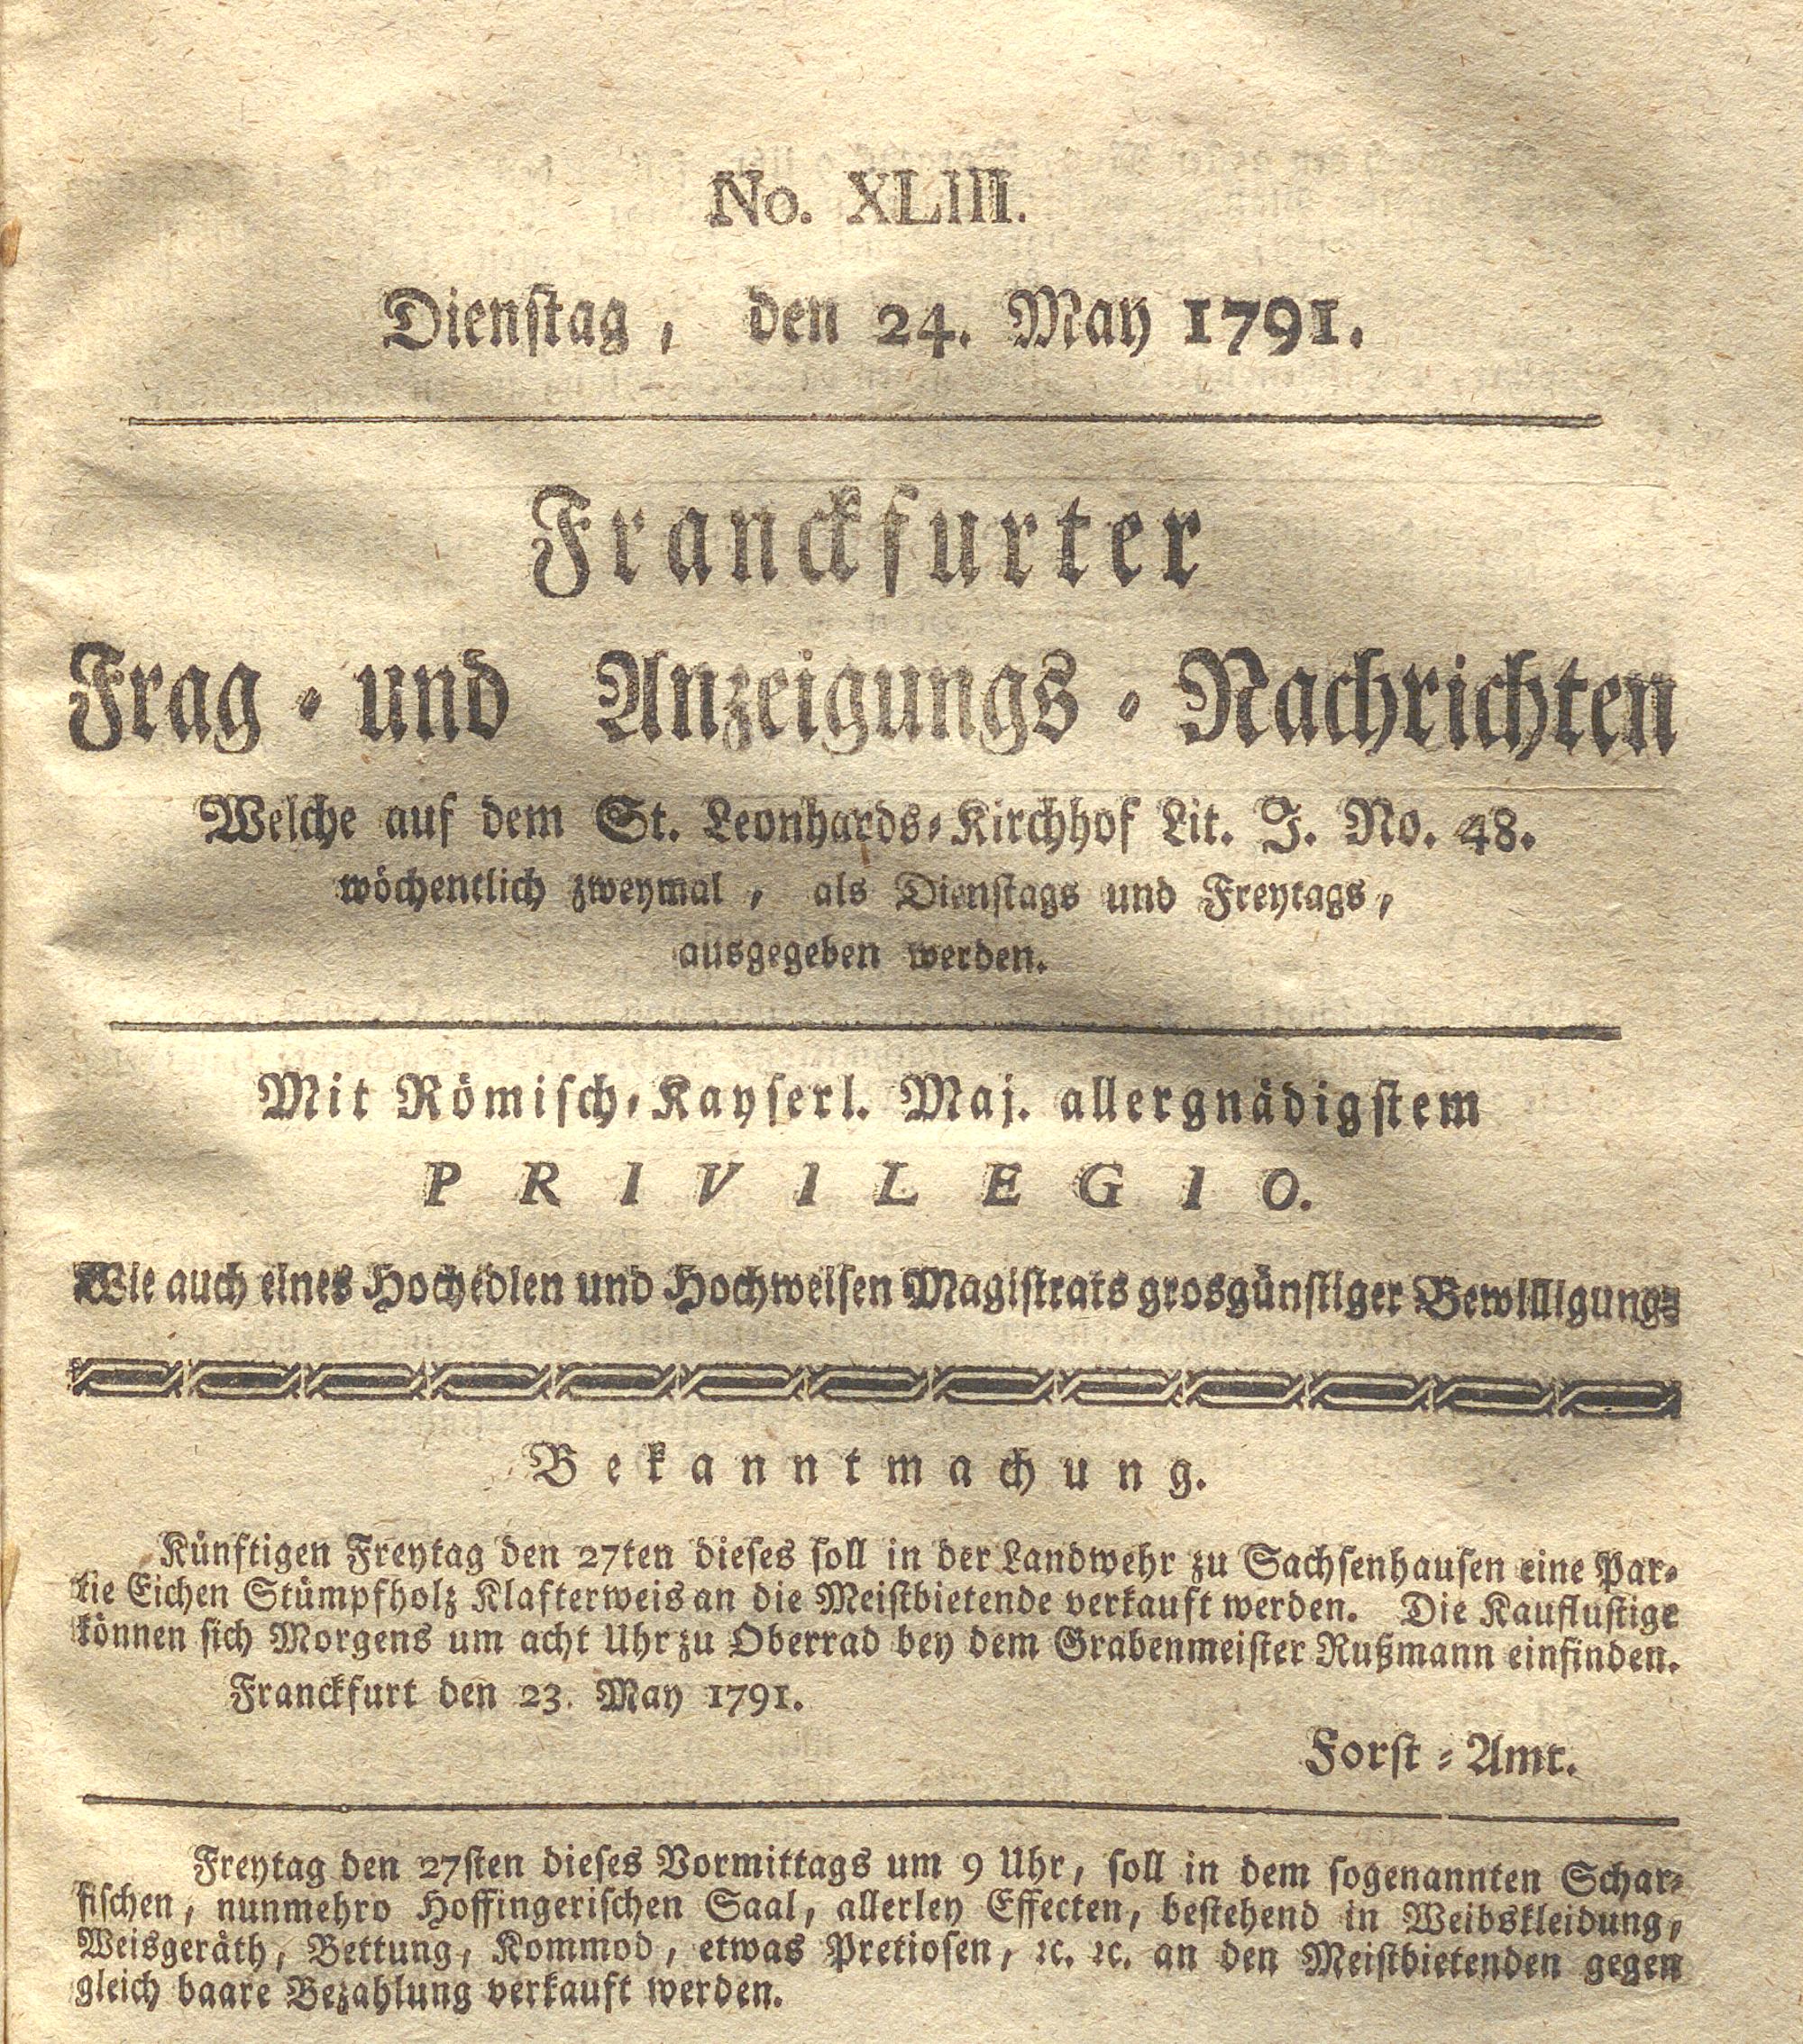 No. XLIII.
Dienstag, den 24. May 1791.
Franckfurter
Frag- und Anzeigungs-Nachrichten
Welche auf dem St. Leonhards-Kirchhof Lit. J. No. 48.
wöchentlich zweymal, als Dienstags und Freytags,
ausgegeben werden.
Mit Römisch-Kayserl. Maj. allergnädigstem
PRIVILEGIO.
Wie auch eines Hochedlen und Hochweisen Magistrats grosgünstiger Bewilligung.
Bekanntmachung.
Künftigen Freytag den 27ten dieses soll in der Landwehr zu Sachsenhausen eine Par-
tie Eichen Stümpfholz Klafterweis an die Meistbietende verkauft werden. Die Kauflustige
können sich Morgens um acht Uhr zu Oberrad bey dem Grabenmeister Rußmann einfinden.
Franckfurt den 23. May 1791.
Forst-Amt.
Freytag den 27sten dieses Vormittags um 9 Uhr, soll in dem sogenannten Schar-
fischen, nunmehro Hoffingerischen Saal, allerley Effecten, bestehend in Weibskleidung,
Weisgeräth, Bettung, Kommod, etwas Pretiosen, ꝛc. ꝛc. an den Meistbietenden gegen
gleich baare Bezahlung verkauft werden.